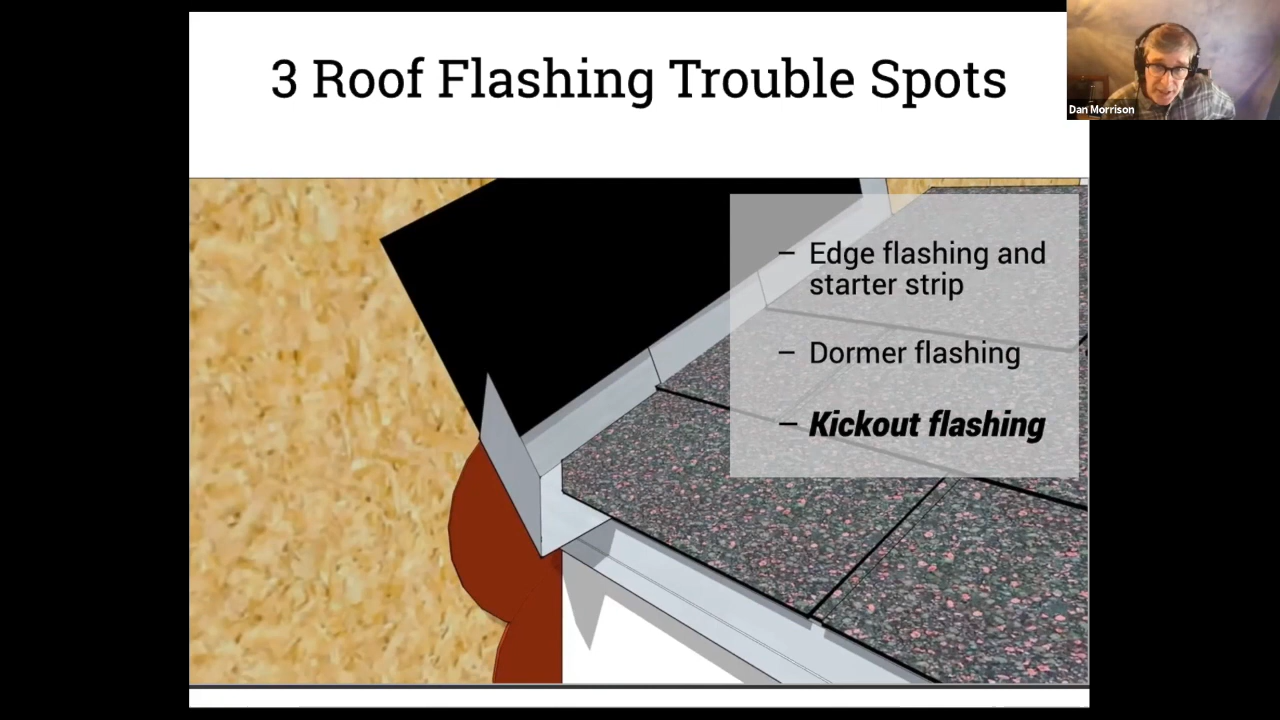 3 Roof Flashing Trouble Spots
Dan Morrison
– Edge flashing and
starter strip
– Dormer flashing
– Kickout flashing